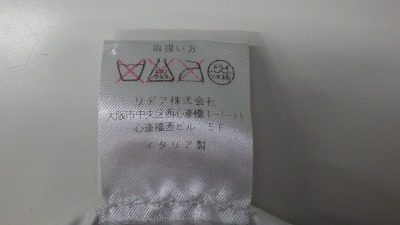 取扱い方
ドライ
リデア株式会社
大阪市中央区西心斎橋1-1-11
心斎橋西ビル 5F
イタリア製